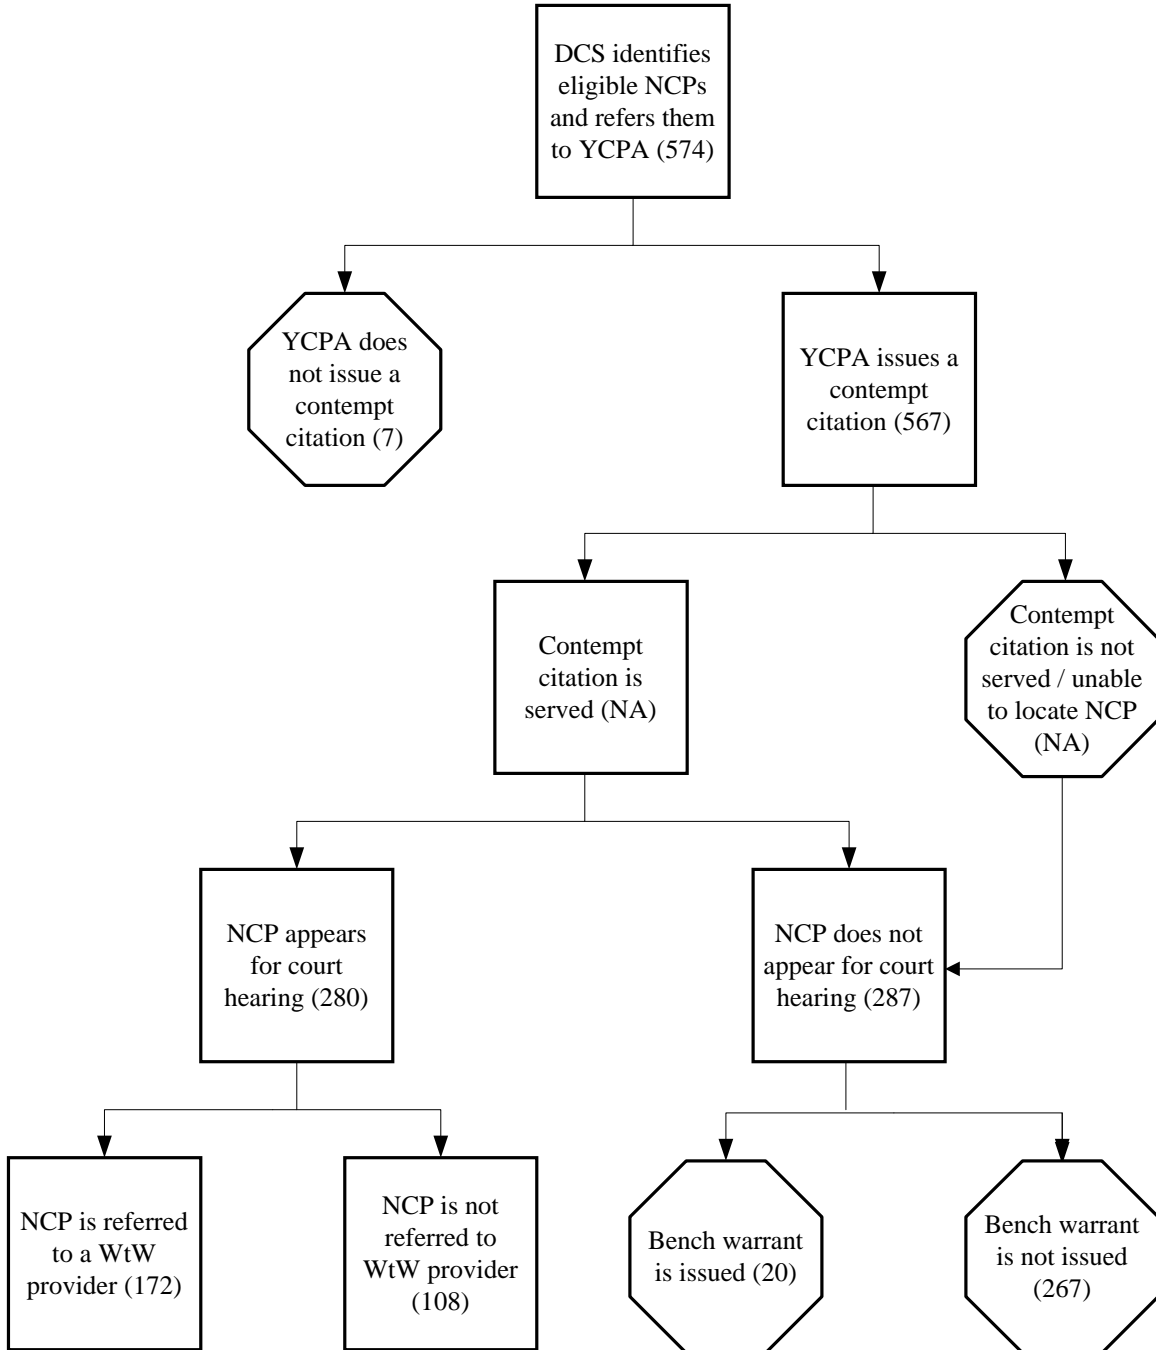 DCS identifies
eligible NCPs
and refers them
to YCPA (574)
YCPA does
not issue a
contempt
citation (7)
YCPA issues a
contempt
citation (567)
Contempt
citation is
served (NA)
Contempt
citation is not
served / unable
to locate NCP
(NA)
NCP appears
for court
hearing (280)
NCP does not
appear for court
hearing (287)
NCP is referred
to a WtW
provider (172)
NCP is not
referred to
WtW provider
(108)
Bench warrant
is issued (20)
Bench warrant
is not issued
(267)